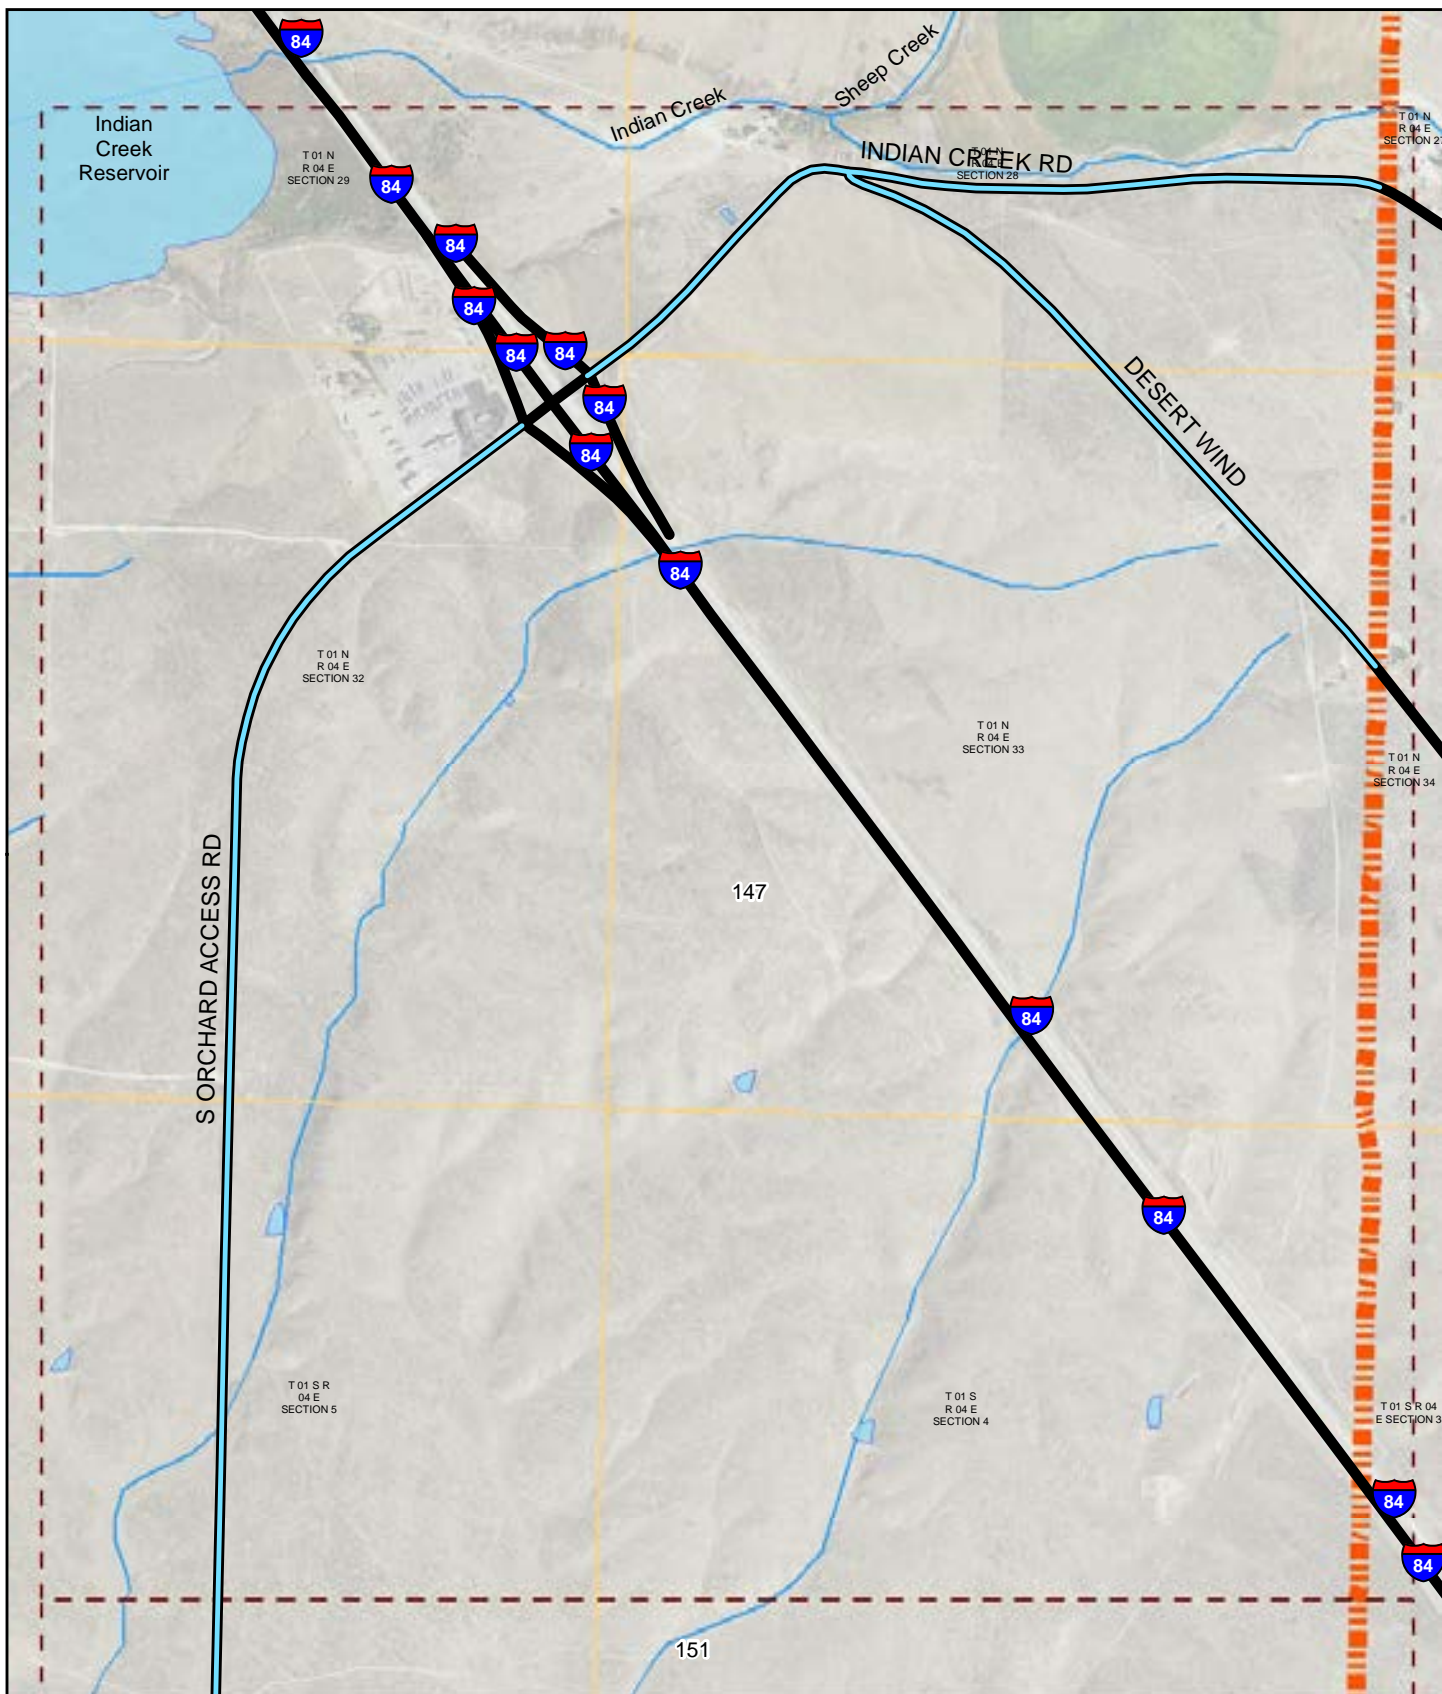 84
Sheep Creek
Indian Creek
Indian
Creek
Reservoir
T 01 N
R 04 E
SECTION 29
T 01 N
R 04 E
SECTION 27
INDIAN CREEK RD
T 01 N
R 04 E
SECTION 28
84
84
84
84
84
84
84
DESERT WIND
84
T 01 N
R 04 E
SECTION 32
T 01 N
R 04 E
SECTION 33
T 01 N
R 04 E
SECTION 34
S ORCHARD ACCESS RD
147
84
84
T 01 S R
04 E
SECTION 5
T 01 S
R 04 E
SECTION 4
T 01 S R 04
E SECTION 3
84
84
151